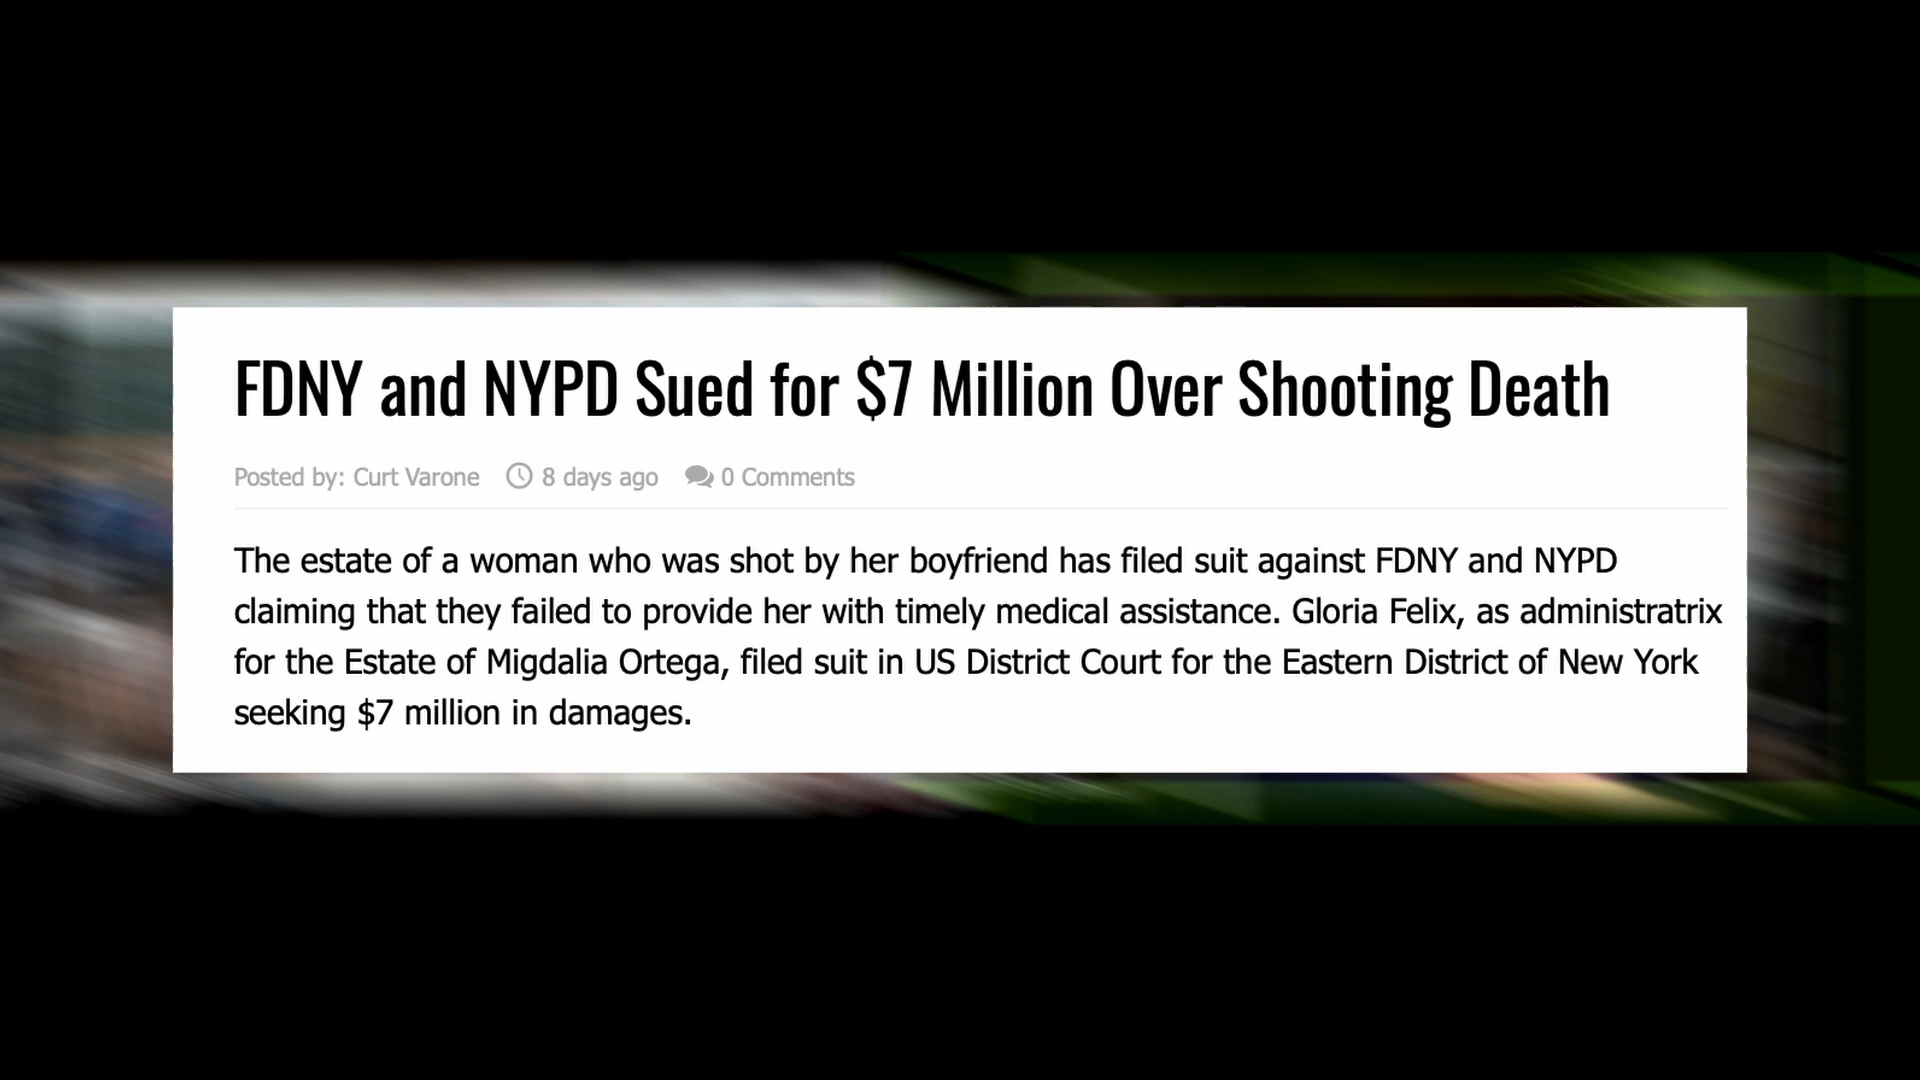 FDNY and NYPD Sued for $7 Million Over Shooting Death
Posted by: Curt Varone 8 days ago 0 Comments
The estate of a woman who was shot by her boyfriend has filed suit against FDNY and NYPD
claiming that they failed to provide her with timely medical assistance. Gloria Felix, as administratrix
for the Estate of Migdalia Ortega, filed suit in US District Court for the Eastern District of New York
seeking $7 million in damages.